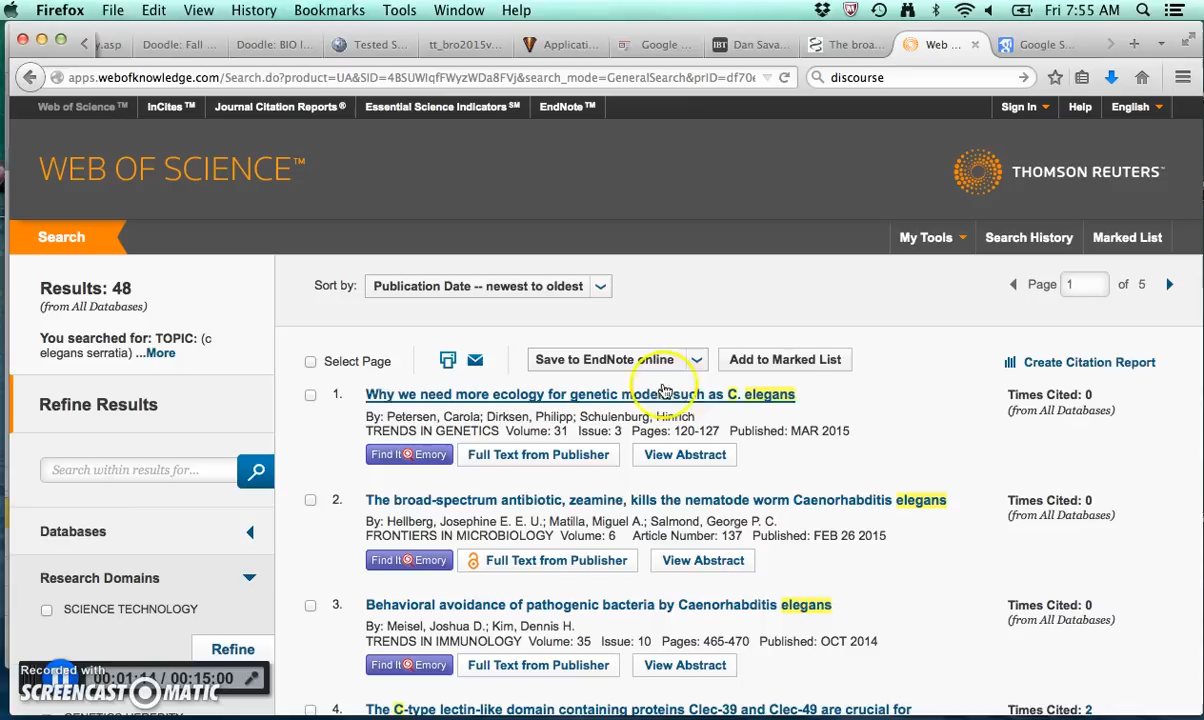 Firefox File Edit View History Bookmarks Tools Window Help Fri 7:55 AM
.asp Doodle: Fall ... Doodle: BIO I... Tested S... tt_bro2015v... Applicati... Google ... Dan Sava... The broa... Web ... Google S...
apps.webofknowledge.com/Search.do?product=UA&SID=4BSUWIqfFWyzWDa8FVj&search_mode=GeneralSearch&prID=df70e discourse
Web of Science™ InCites™ Journal Citation Reports® Essential Science Indicators℠ EndNote™ Sign In Help English
WEB OF SCIENCE™ THOMSON REUTERS™
Search My Tools Search History Marked List
Results: 48
(from All Databases)
You searched for: TOPIC: (c
elegans serratia) ...More
Refine Results
Search within results for...
Databases
Research Domains
SCIENCE TECHNOLOGY
Refine
Sort by: Publication Date -- newest to oldest Page 1 of 5
Select Page Save to EndNote online Add to Marked List Create Citation Report
1. Why we need more ecology for genetic models such as C. elegans
By: Petersen, Carola; Dirksen, Philipp; Schulenburg, Hinrich
TRENDS IN GENETICS Volume: 31 Issue: 3 Pages: 120-127 Published: MAR 2015
Find It @ Emory Full Text from Publisher View Abstract
Times Cited: 0
(from All Databases)
2. The broad-spectrum antibiotic, zeamine, kills the nematode worm Caenorhabditis elegans
By: Hellberg, Josephine E. E. U.; Matilla, Miguel A.; Salmond, George P. C.
FRONTIERS IN MICROBIOLOGY Volume: 6 Article Number: 137 Published: FEB 26 2015
Find It @ Emory Full Text from Publisher View Abstract
Times Cited: 0
(from All Databases)
3. Behavioral avoidance of pathogenic bacteria by Caenorhabditis elegans
By: Meisel, Joshua D.; Kim, Dennis H.
TRENDS IN IMMUNOLOGY Volume: 35 Issue: 10 Pages: 465-470 Published: OCT 2014
Find It @ Emory Full Text from Publisher View Abstract
Times Cited: 0
(from All Databases)
4. The C-type lectin-like domain containing proteins Clec-39 and Clec-49 are crucial for
Times Cited: 2
Recorded with
/ 00:15:00
SCREENCAST-O-MATIC